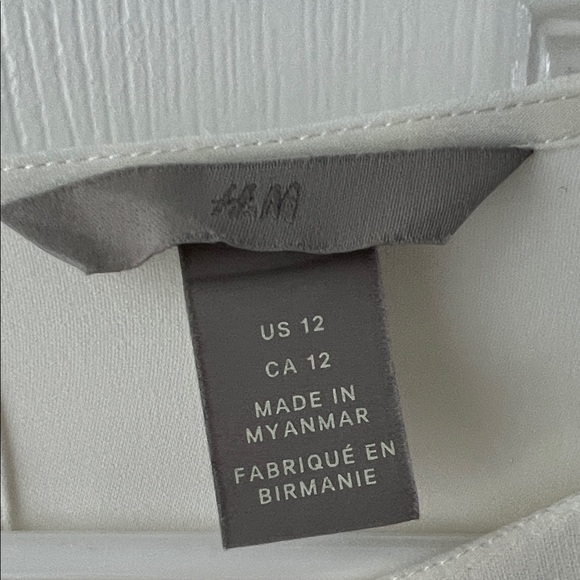 H&M
US 12
CA 12
MADE IN
MYANMAR
FABRIQUÉ EN
BIRMANIE